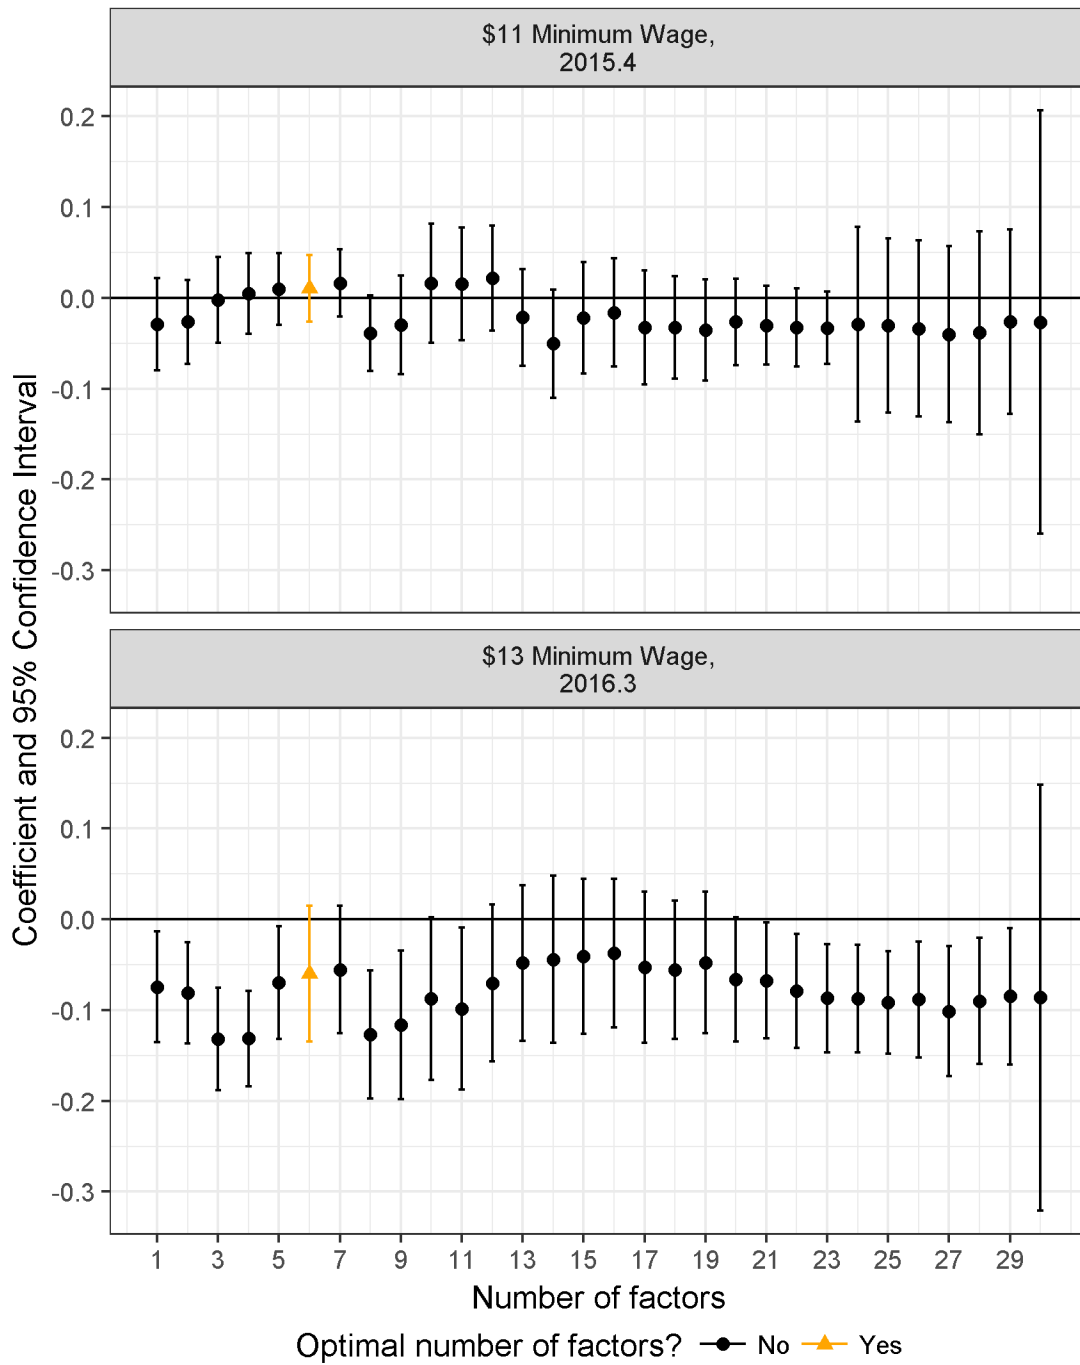 $11 Minimum Wage,
2015.4
0.2
0.1
0.0
-0.1
-0.2
-0.3
Coefficient and 95% Confidence Interval
$13 Minimum Wage,
2016.3
0.2
0.1
0.0
-0.1
-0.2
-0.3
1 3 5 7 9 11 13 15 17 19 21 23 25 27 29
Number of factors
Optimal number of factors? No Yes